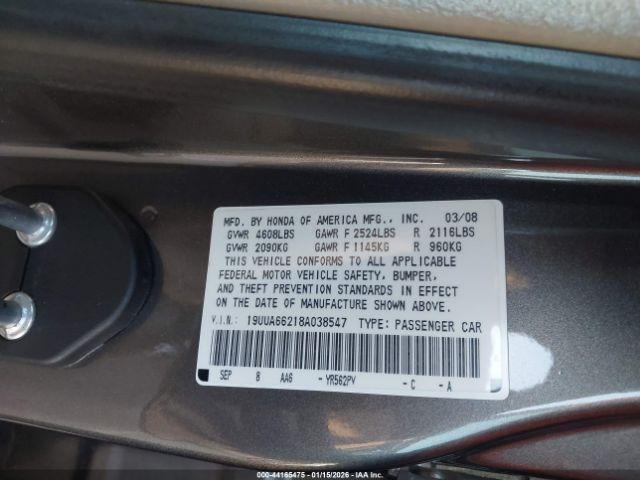 MFD. BY HONDA OF AMERICA MFG., INC. 03/08
GVWR 4608LBS GAWR F 2524LBS R 2116LBS
GVWR 2090KG GAWR F 1145KG R 960KG
THIS VEHICLE CONFORMS TO ALL APPLICABLE
FEDERAL MOTOR VEHICLE SAFETY, BUMPER,
AND THEFT PREVENTION STANDARDS IN EFFECT
ON THE DATE OF MANUFACTURE SHOWN ABOVE.
V.I.N.: 19UUA66218A038547 TYPE: PASSENGER CAR
SEP 8 AA6 -YR562PV -C -A
00-44165475 — 01/15/2026 — IAA Inc.